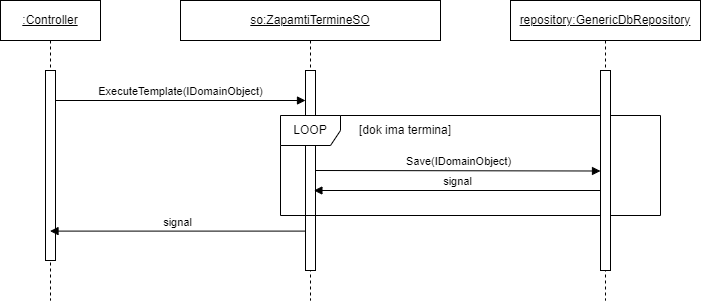 :Controller
so:ZapamtiTermineSO
repository:GenericDbRepository
ExecuteTemplate(IDomainObject)
LOOP
[dok ima termina]
Save(IDomainObject)
signal
signal